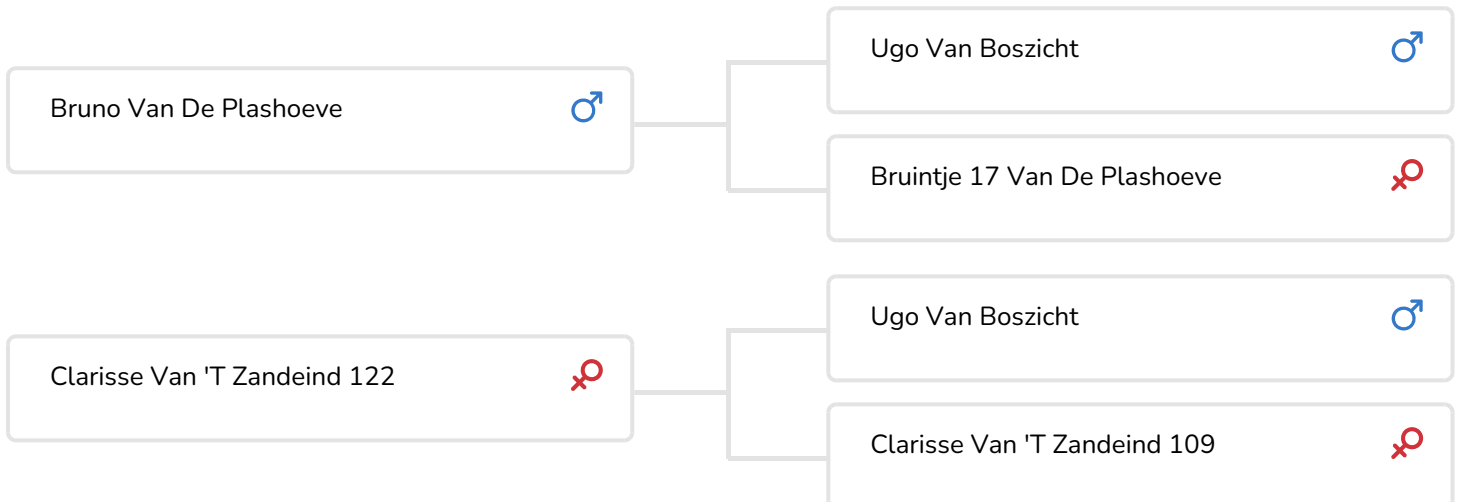 Ugo Van Boszicht
Bruno Van De Plashoeve
Bruintje 17 Van De Plashoeve
Ugo Van Boszicht
Clarisse Van 'T Zandeind 122
Clarisse Van 'T Zandeind 109